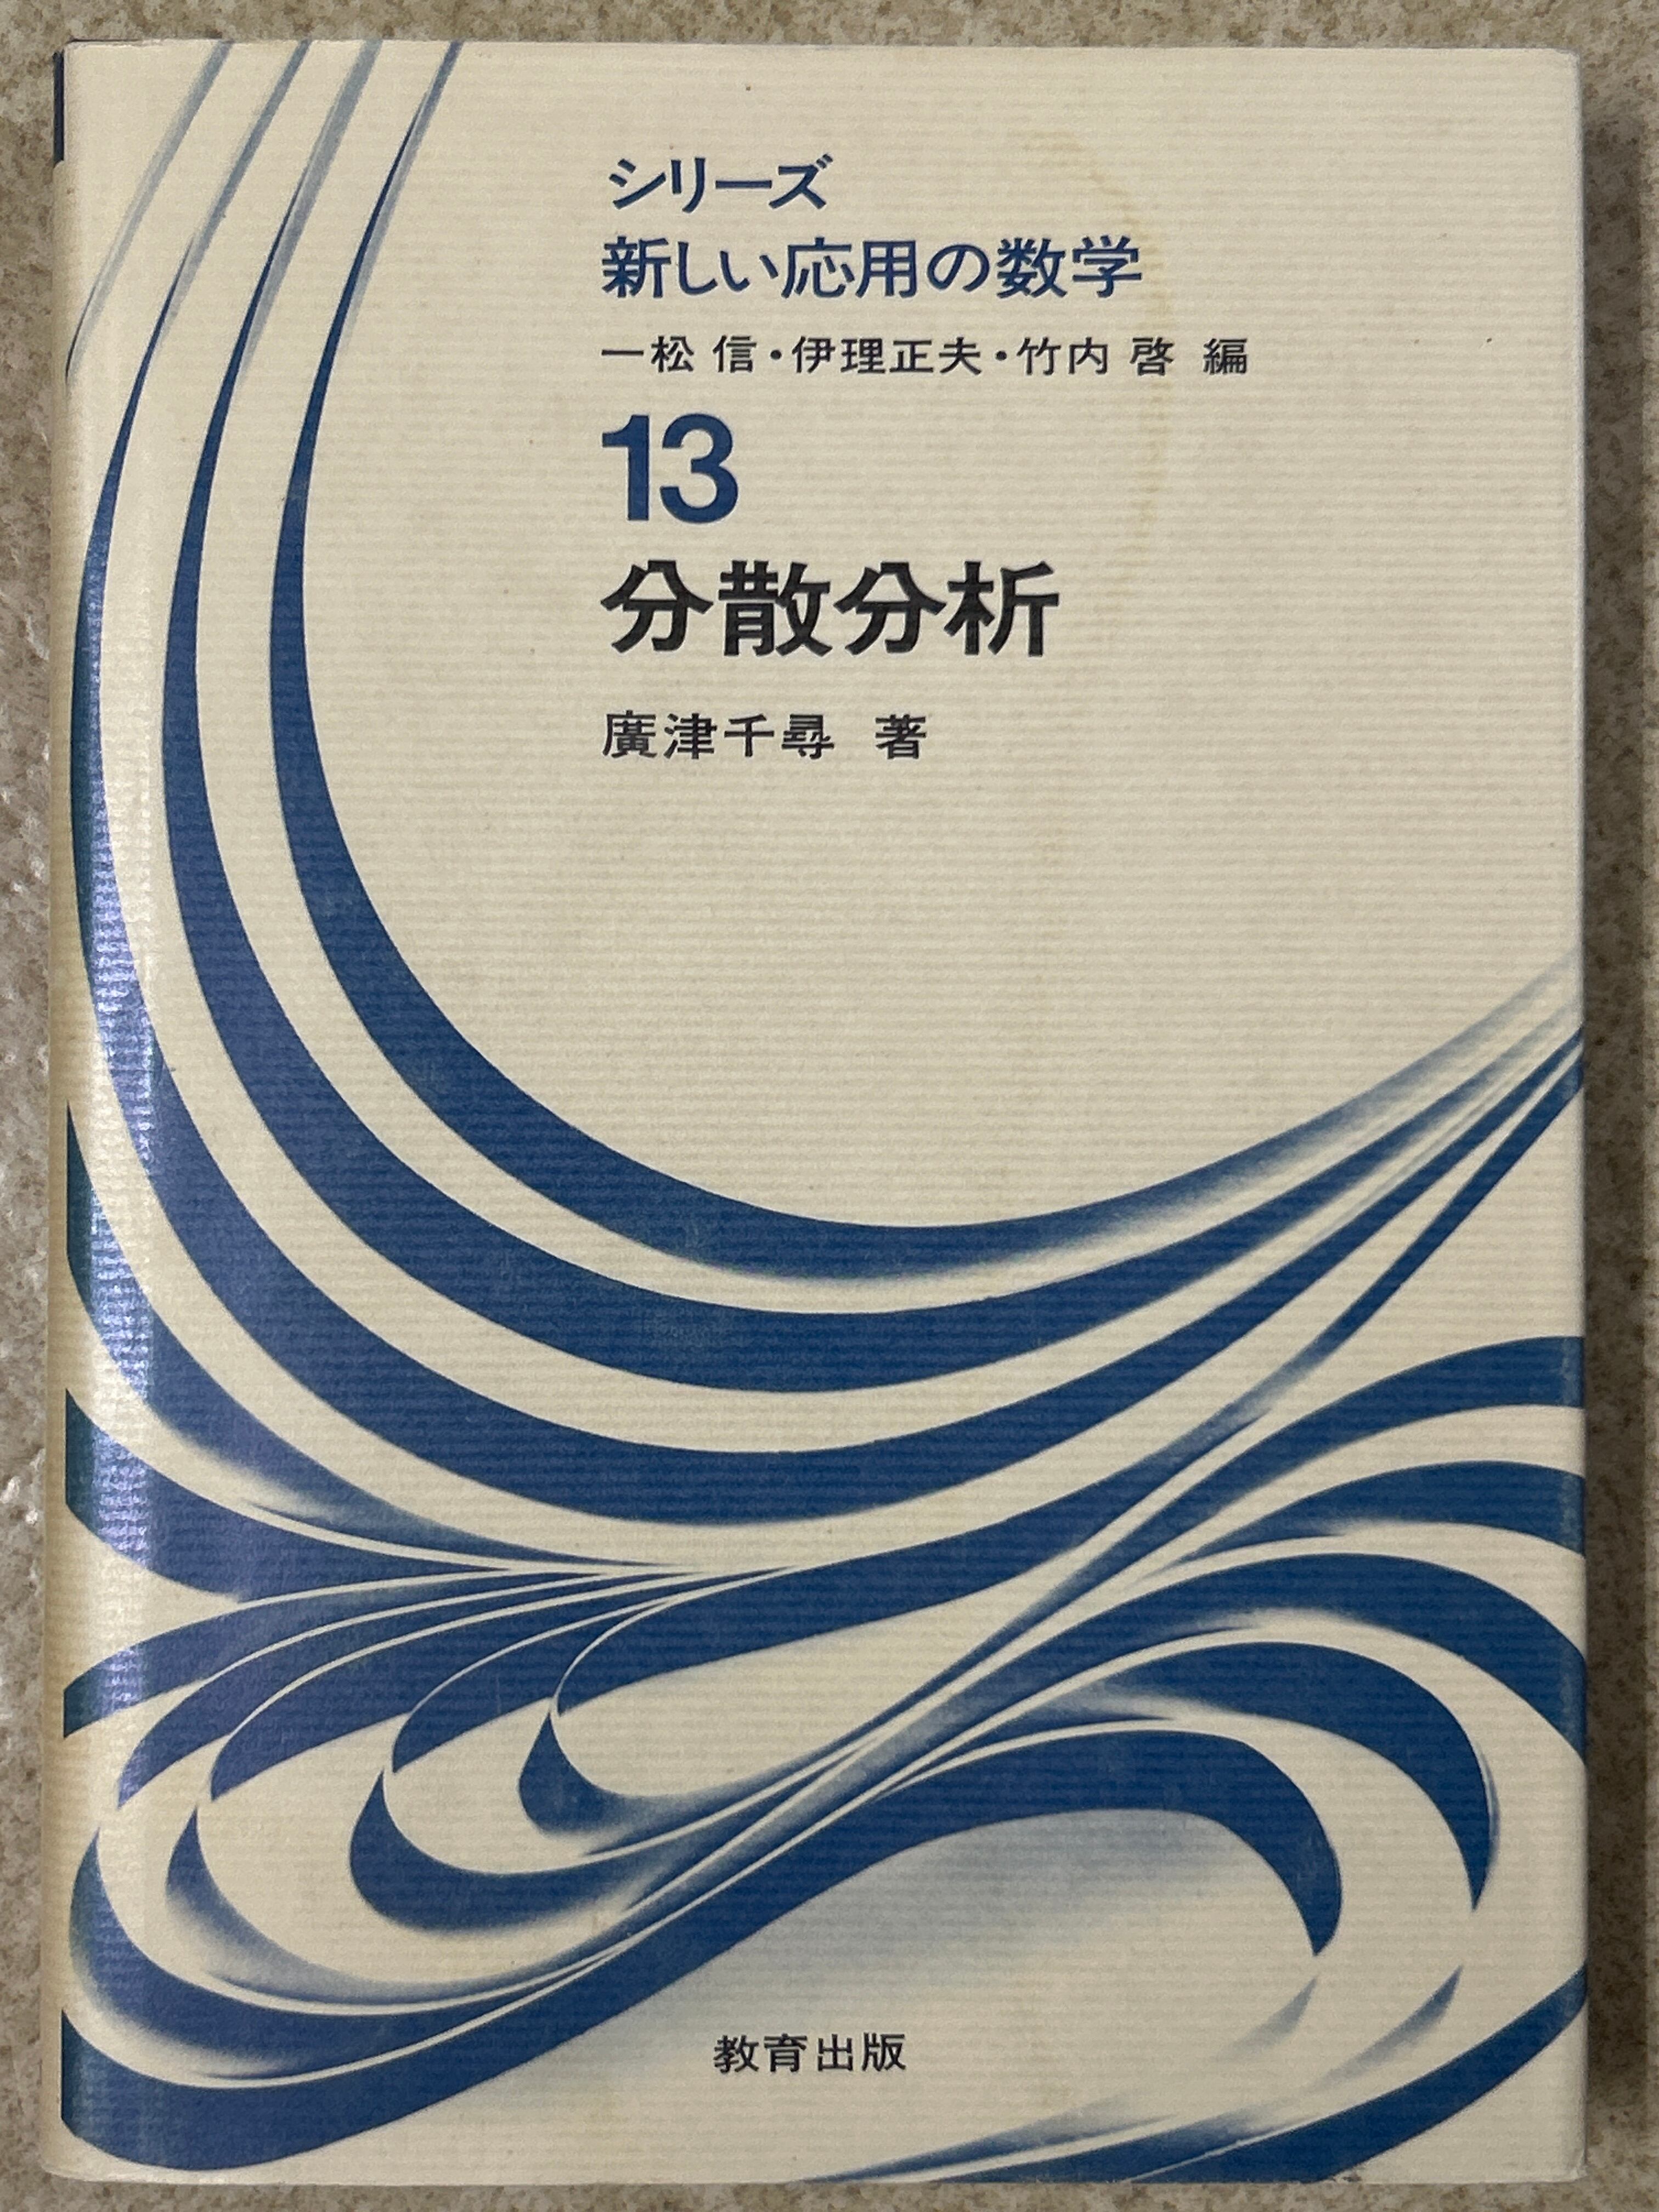 シリーズ
新しい応用の数学
一松 信・伊理正夫・竹内 啓 編
13
分散分析
廣津千尋 著
教育出版